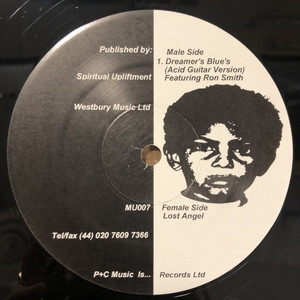 Published by:
Spiritual Upliftment
Westbury Music Ltd
MU007
Tel/fax (44) 020 7609 7366
P+C Music Is... Records Ltd
Male Side
1. Dreamer's Blue's
(Acid Guitar Version)
Featuring Ron Smith
Female Side
Lost Angel